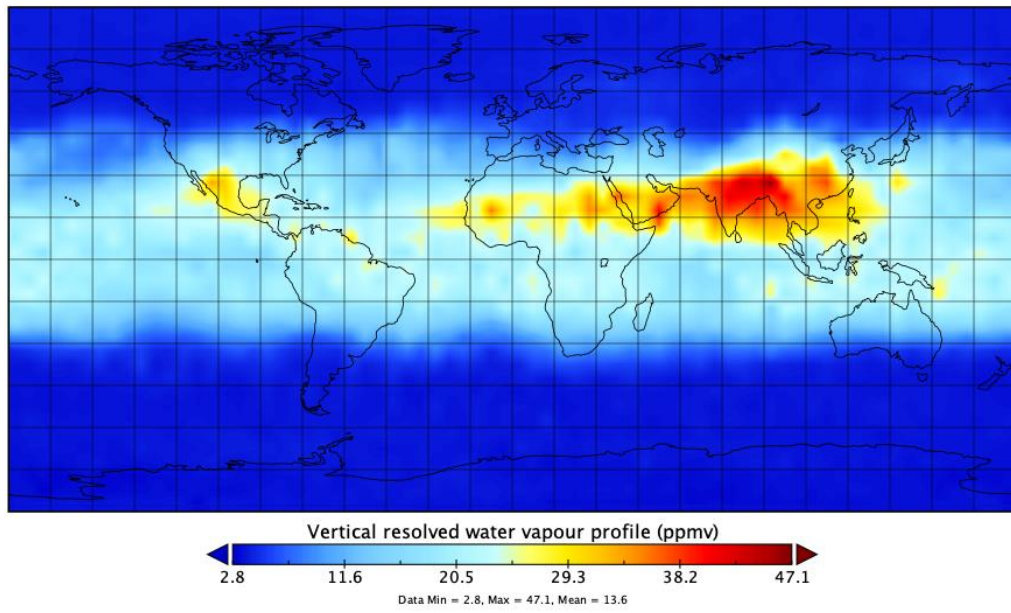 Vertical resolved water vapour profile (ppmv)
2.8 11.6 20.5 29.3 38.2 47.1
Data Min = 2.8, Max = 47.1, Mean = 13.6